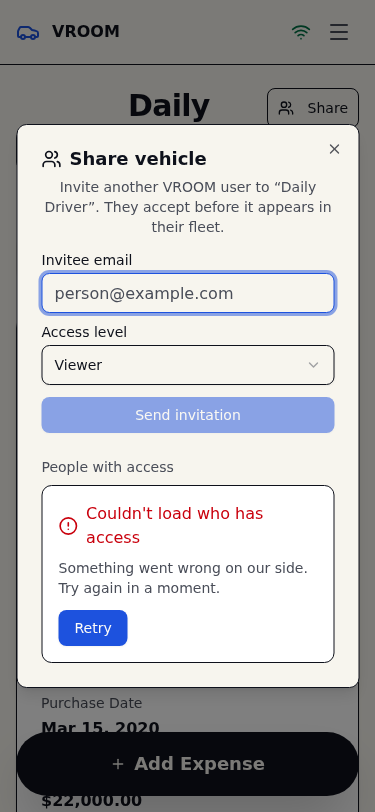 VROOM
Daily
Share
Share vehicle
Invite another VROOM user to “Daily
Driver”. They accept before it appears in
their fleet.
Invitee email
person@example.com
Access level
Viewer
Send invitation
People with access
Couldn't load who has
access
Something went wrong on our side.
Try again in a moment.
Retry
Purchase Date
Mar 15, 2020
+ Add Expense
$22,000.00